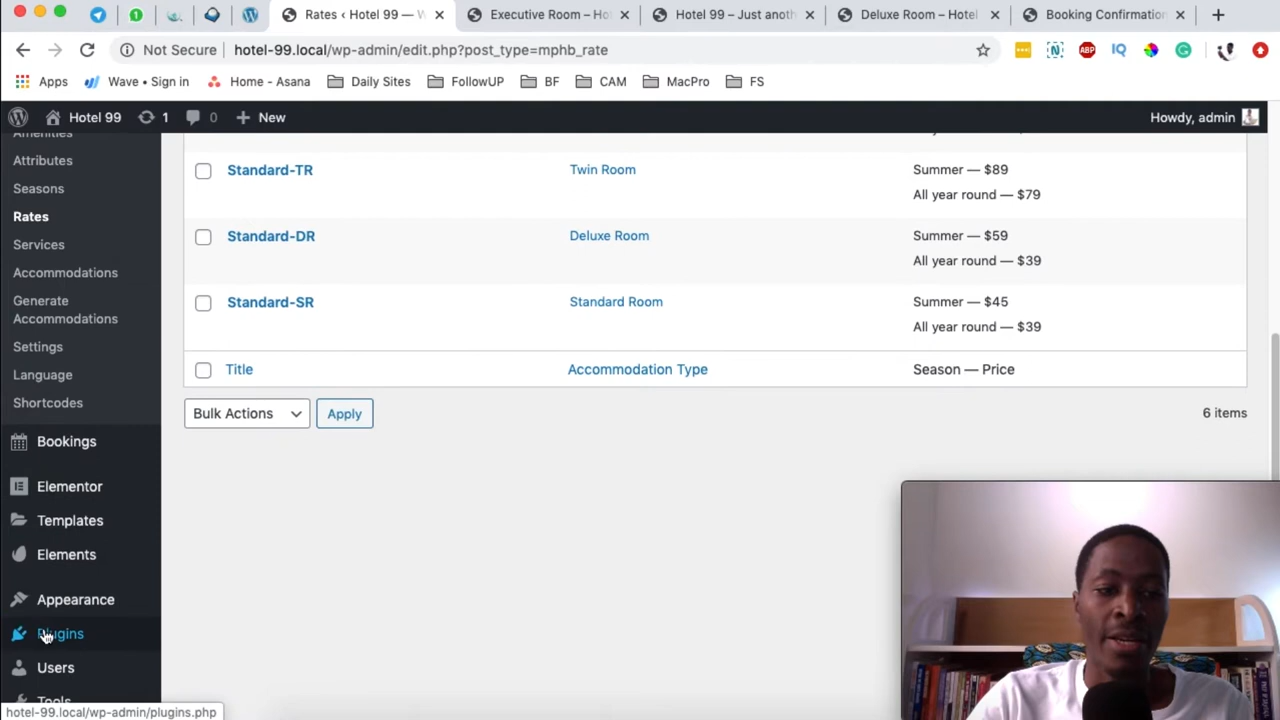 Rates ‹ Hotel 99 — W
Executive Room – Ho
Hotel 99 – Just anoth
Deluxe Room – Hotel
Booking Confirmation
Not Secure
hotel-99.local/wp-admin/edit.php?post_type=mphb_rate
Apps
Wave • Sign in
Home - Asana
Daily Sites
FollowUP
BF
CAM
MacPro
FS
Hotel 99
1
0
New
Howdy, admin
Amenities
Attributes
Seasons
Rates
Services
Accommodations
Generate
Accommodations
Settings
Language
Shortcodes
Bookings
Elementor
Templates
Elements
Appearance
Plugins
Users
Tools
Standard-TR
Twin Room
Summer — $89
All year round — $79
Standard-DR
Deluxe Room
Summer — $59
All year round — $39
Standard-SR
Standard Room
Summer — $45
All year round — $39
Title
Accommodation Type
Season — Price
Bulk Actions
Apply
6 items
hotel-99.local/wp-admin/plugins.php